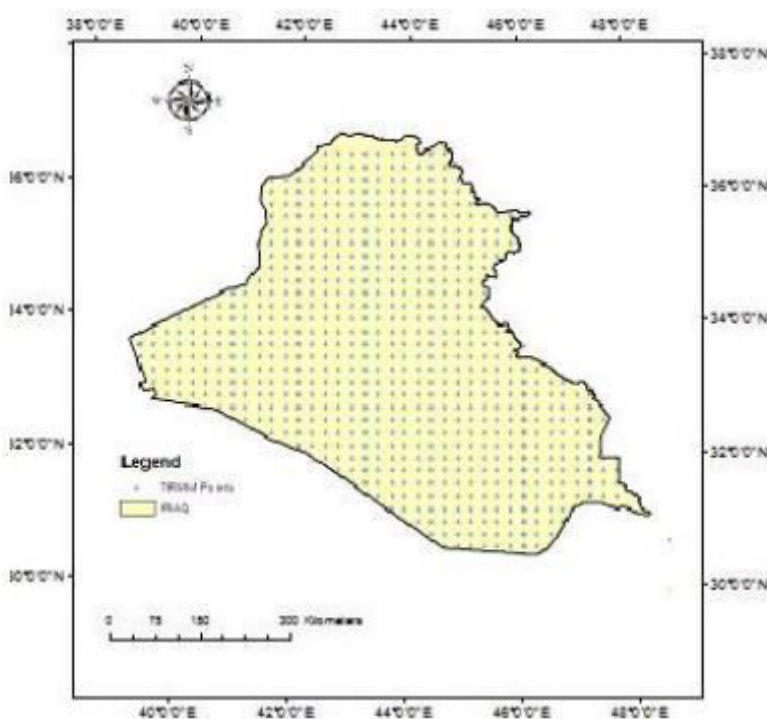 38°0'0"E 40°0'0"E 42°0'0"E 44°0'0"E 46°0'0"E 48°0'0"E
38°0'0"N
36°0'0"N 36°0'0"N
34°0'0"N 34°0'0"N
32°0'0"N 32°0'0"N
Legend
TRMM Points
IRAQ
30°0'0"N 30°0'0"N
0 75 150 300 Kilometers
40°0'0"E 42°0'0"E 44°0'0"E 46°0'0"E 48°0'0"E